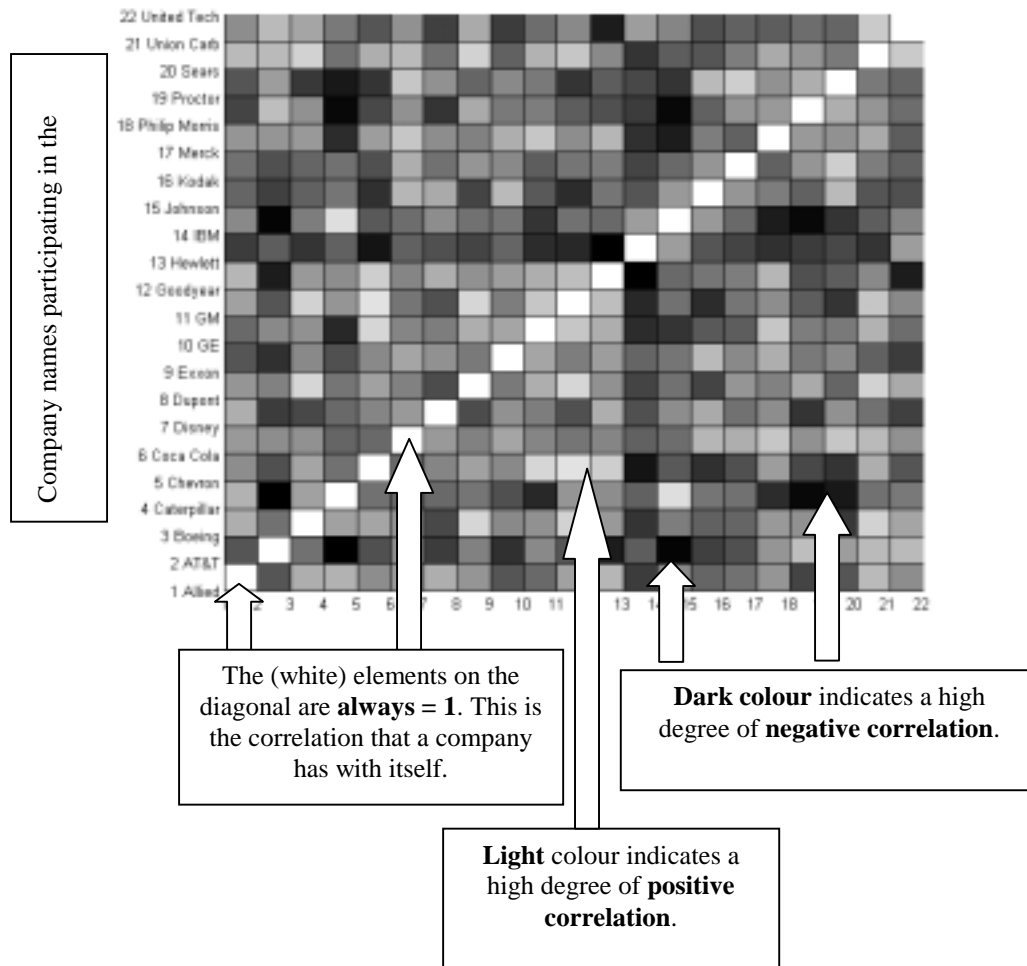 22 United Tech
21 Union Carb
20 Sears
19 Proctor
18 Philip Morris
17 Merck
16 Kodak
15 Johnson
14 IBM
13 Hewlett
12 Goodyear
11 GM
10 GE
9 Exxon
8 Dupont
7 Disney
6 Coca Cola
5 Chevron
4 Caterpillar
3 Boeing
2 AT&T
1 Allied
2 3 4 5 6 7 8 9 10 11 13 14 15 16 17 18 20 21 22
Company names participating in the
The (white) elements on the
diagonal are always = 1. This is
the correlation that a company
has with itself.
Dark colour indicates a high
degree of negative correlation.
Light colour indicates a
high degree of positive
correlation.